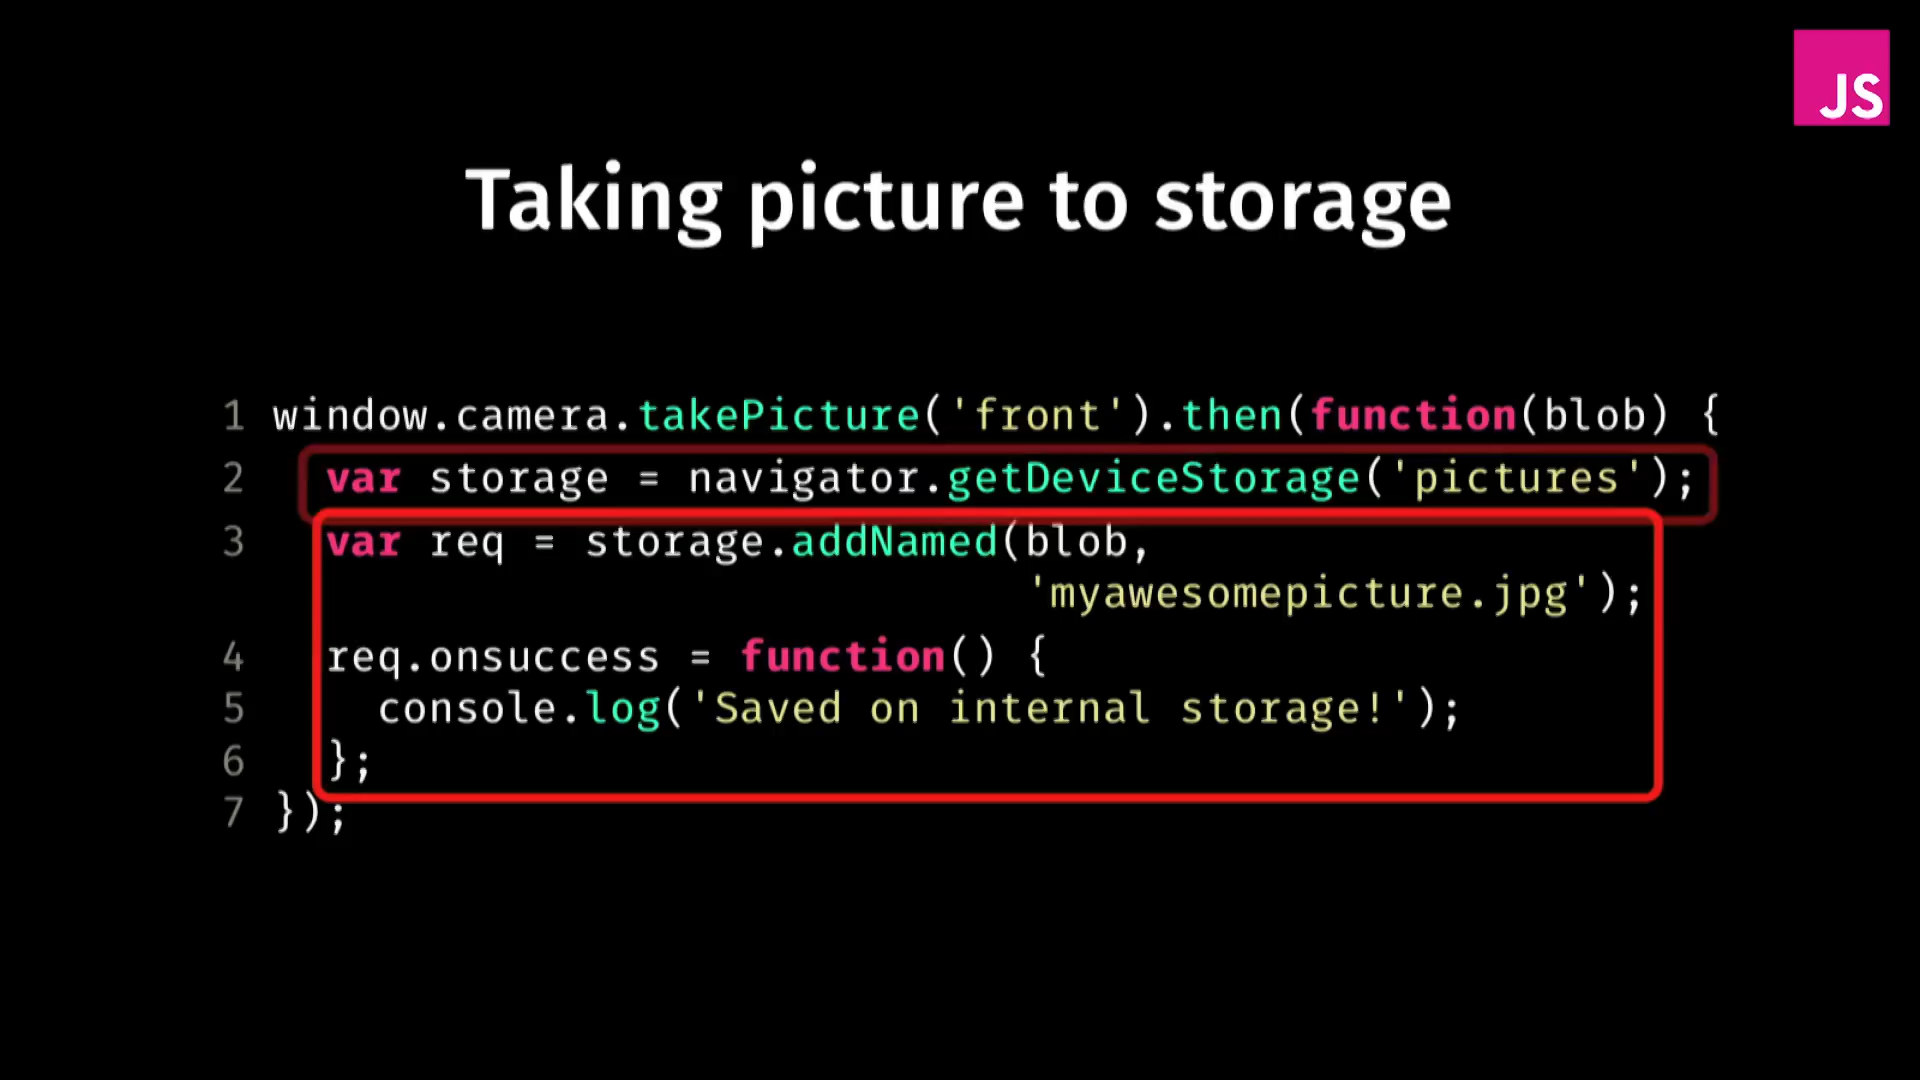 JS
Taking picture to storage
1 window.camera.takePicture('front').then(function(blob) {
2 var storage = navigator.getDeviceStorage('pictures');
3 var req = storage.addNamed(blob,
'myawesomepicture.jpg');
4 req.onsuccess = function() {
5 console.log('Saved on internal storage!');
6 };
7 });